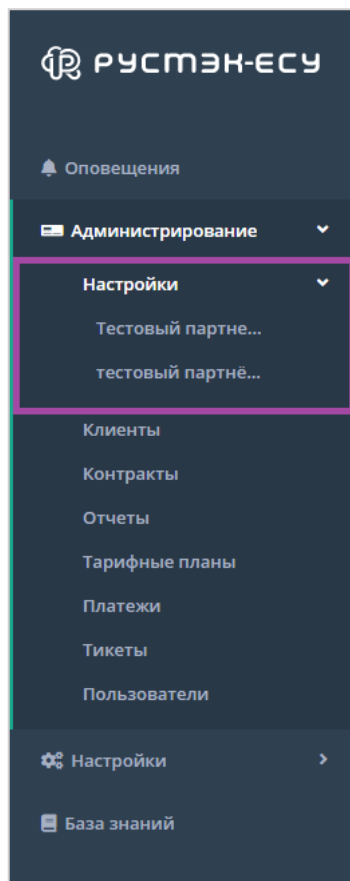 РУСТЭК-ЕСУ
Оповещения
Администрирование
Настройки
Тестовый партне...
тестовый партнё...
Клиенты
Контракты
Отчеты
Тарифные планы
Платежи
Тикеты
Пользователи
Настройки
База знаний